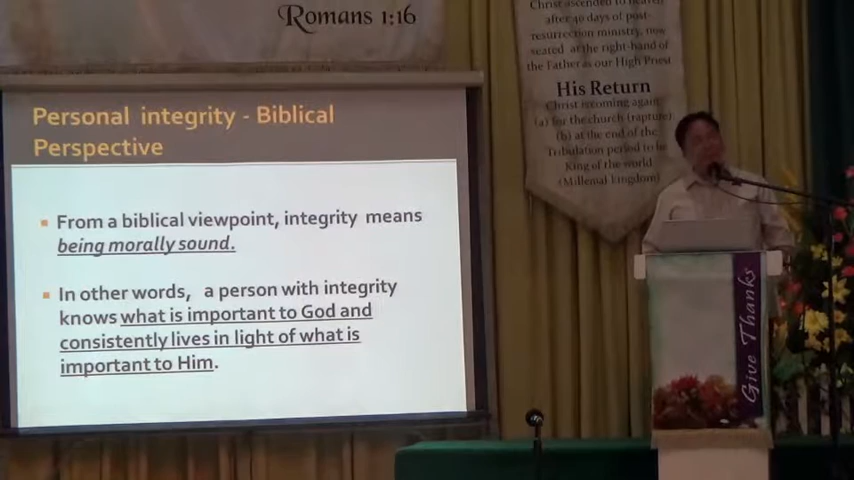 Romans 1:16
Christ ascended to heaven
after 40 days of post
resurrection ministry, now
seated at the right-hand of the
Father as our High Priest
His Return
Christ is coming again
(a) for the church (rapture)
(b) at the end of the
Tribulation period to be
king of the world
(Millennial kingdom)
Personal integrity - Biblical
Perspective
From a biblical viewpoint, integrity means
being morally sound.
In other words, a person with integrity
knows what is important to God and
consistently lives in light of what is
important to Him.
Give Thanks